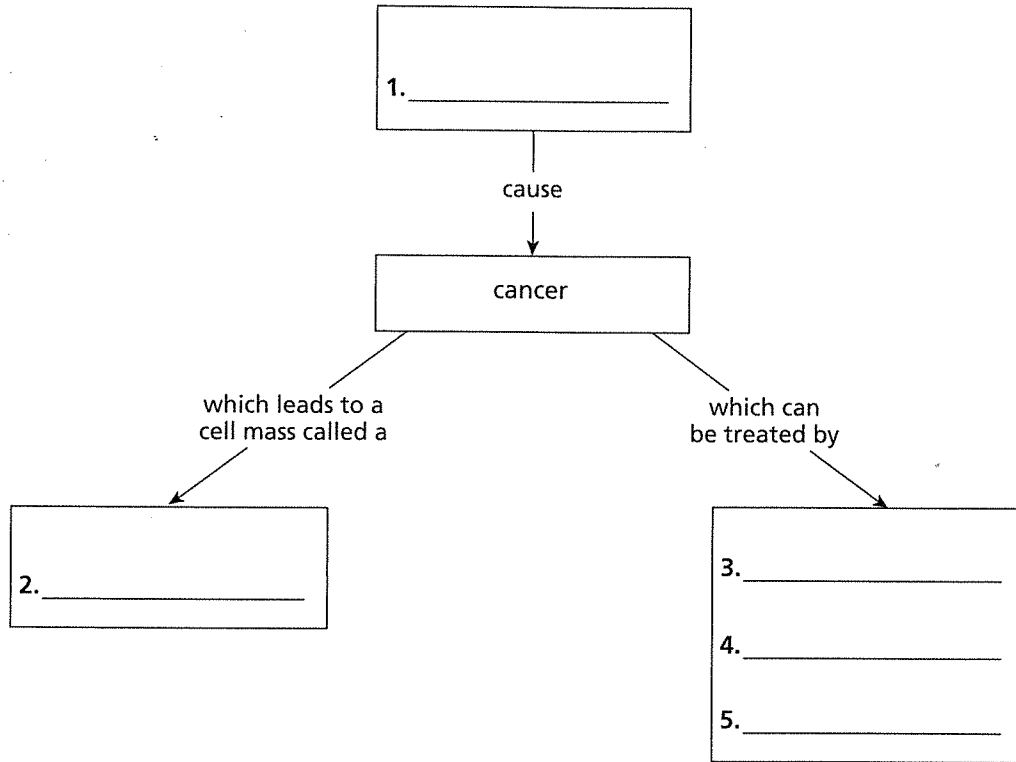 1.
cause
cancer
which leads to a
cell mass called a
which can
be treated by
2.
3.
4.
5.